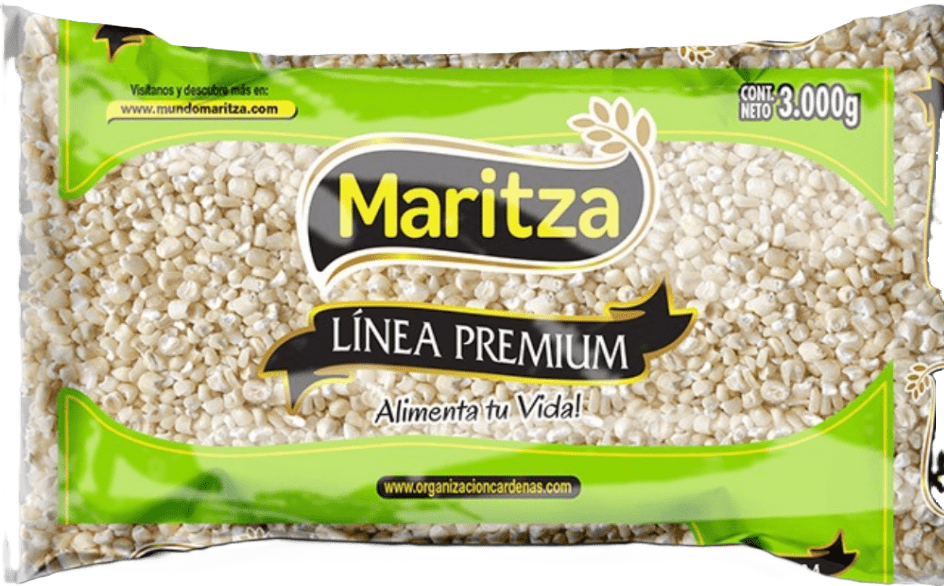 Visítanos y descubre más en:
www.mundomaritza.com
CONT.
NETO 3.000g
Maritza
LÍNEA PREMIUM
Alimenta tu Vida!
www.organizacioncardenas.com